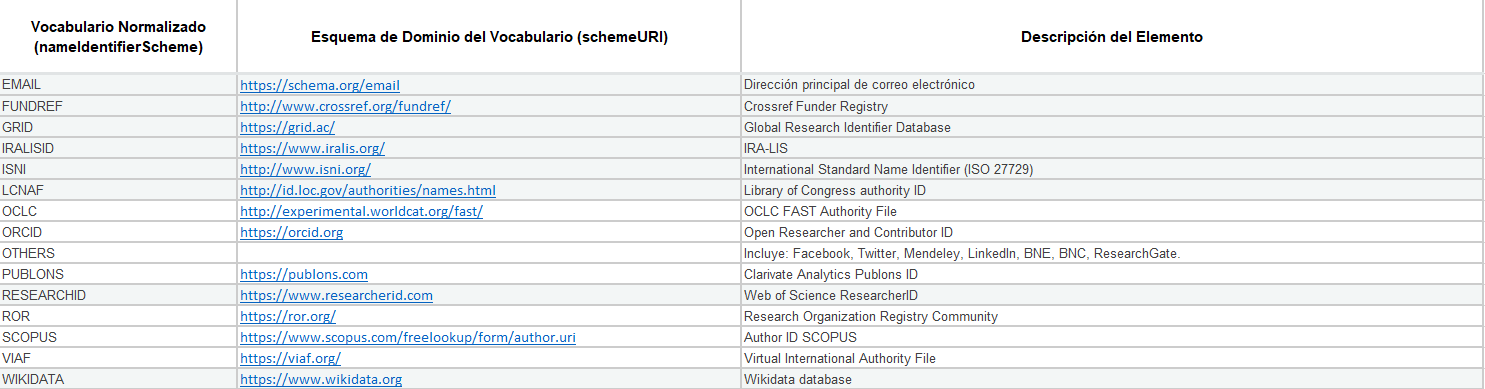 Vocabulario Normalizado
(nameIdentifierScheme)
Esquema de Dominio del Vocabulario (schemeURI)
Descripción del Elemento
EMAIL https://schema.org/email Dirección principal de correo electrónico
FUNDREF http://www.crossref.org/fundref/ Crossref Funder Registry
GRID https://grid.ac/ Global Research Identifier Database
IRALISID https://www.iralis.org/ IRA-LIS
ISNI http://www.isni.org/ International Standard Name Identifier (ISO 27729)
LCNAF http://id.loc.gov/authorities/names.html Library of Congress authority ID
OCLC http://experimental.worldcat.org/fast/ OCLC FAST Authority File
ORCID https://orcid.org Open Researcher and Contributor ID
OTHERS Incluye: Facebook, Twitter, Mendeley, LinkedIn, BNE, BNC, ResearchGate.
PUBLONS https://publons.com Clarivate Analytics Publons ID
RESEARCHID https://www.researcherid.com Web of Science ResearcherID
ROR https://ror.org/ Research Organization Registry Community
SCOPUS https://www.scopus.com/freelookup/form/author.uri Author ID SCOPUS
VIAF https://viaf.org/ Virtual International Authority File
WIKIDATA https://www.wikidata.org Wikidata database